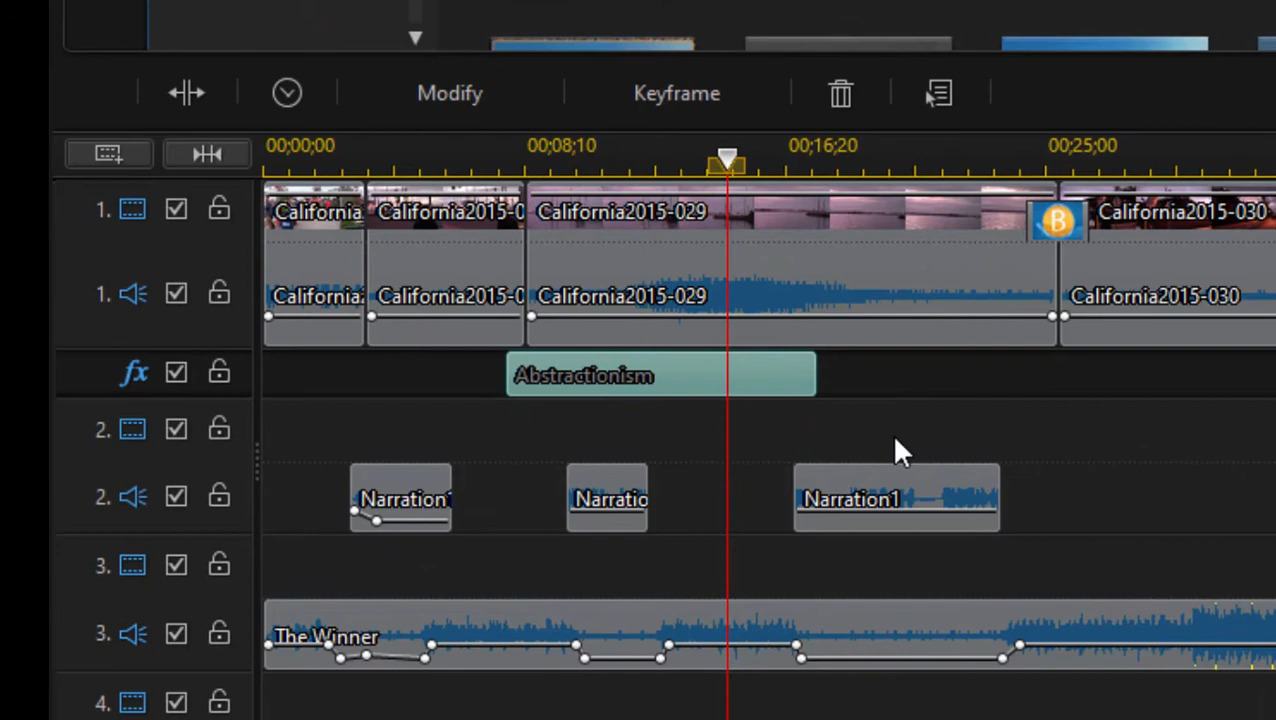 Modify Keyframe
00;00;00 00;08;10 00;16;20 00;25;00
1. California California2015-0 California2015-029 B California2015-030
1. California2 California2015-0 California2015-029 California2015-030
fx Abstractionism
2.
2. Narration1 Narratio Narration1
3.
3. The Winner
4.